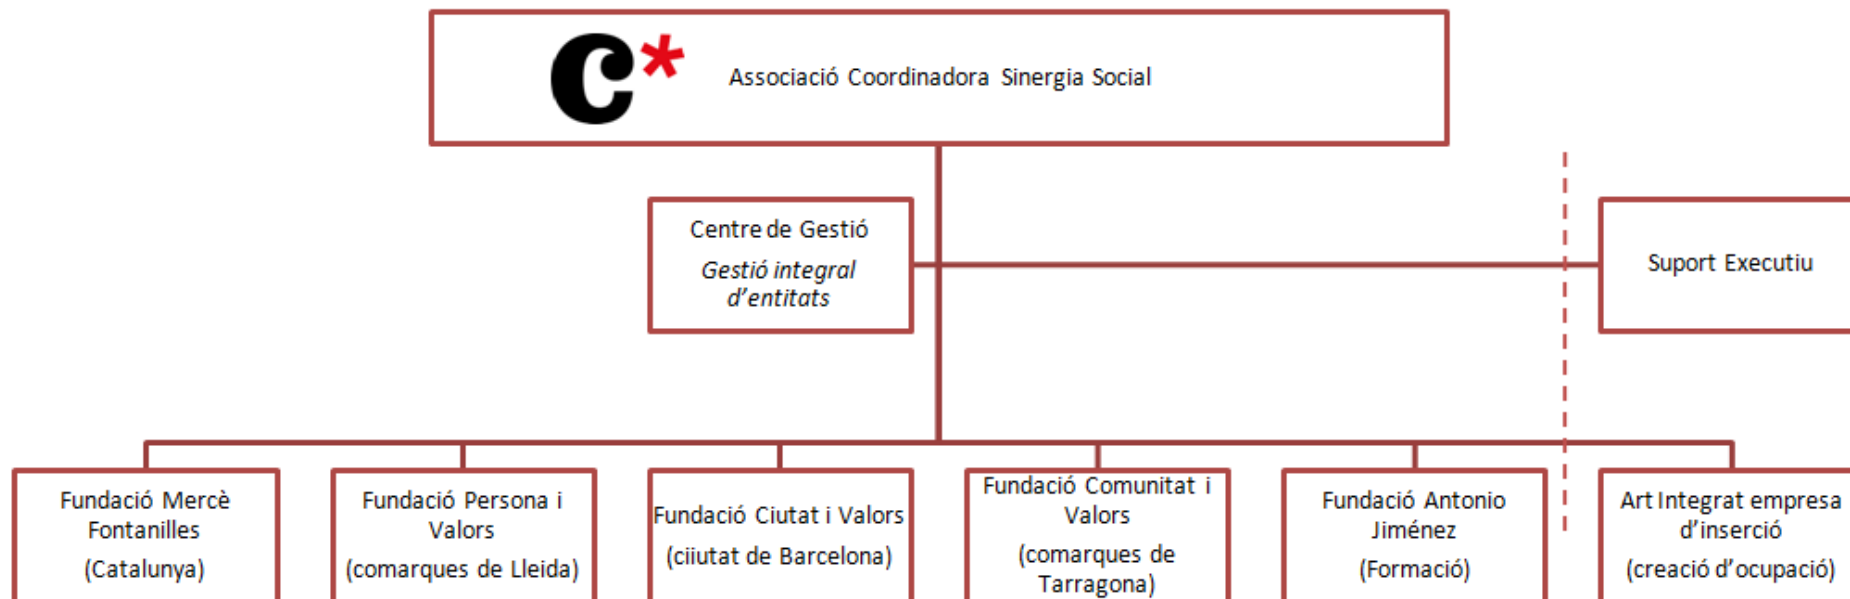 C*
Associació Coordinadora Sinergia Social
Centre de Gestió
Gestió integral
d'entitats
Suport Executiu
Fundació Mercè
Fontanilles
(Catalunya)
Fundació Persona i
Valors
(comarques de Lleida)
Fundació Ciutat i Valors
(ciiutat de Barcelona)
Fundació Comunitat i
Valors
(comarques de
Tarragona)
Fundació Antonio
Jiménez
(Formació)
Art Integrat empresa
d'inserció
(creació d'ocupació)